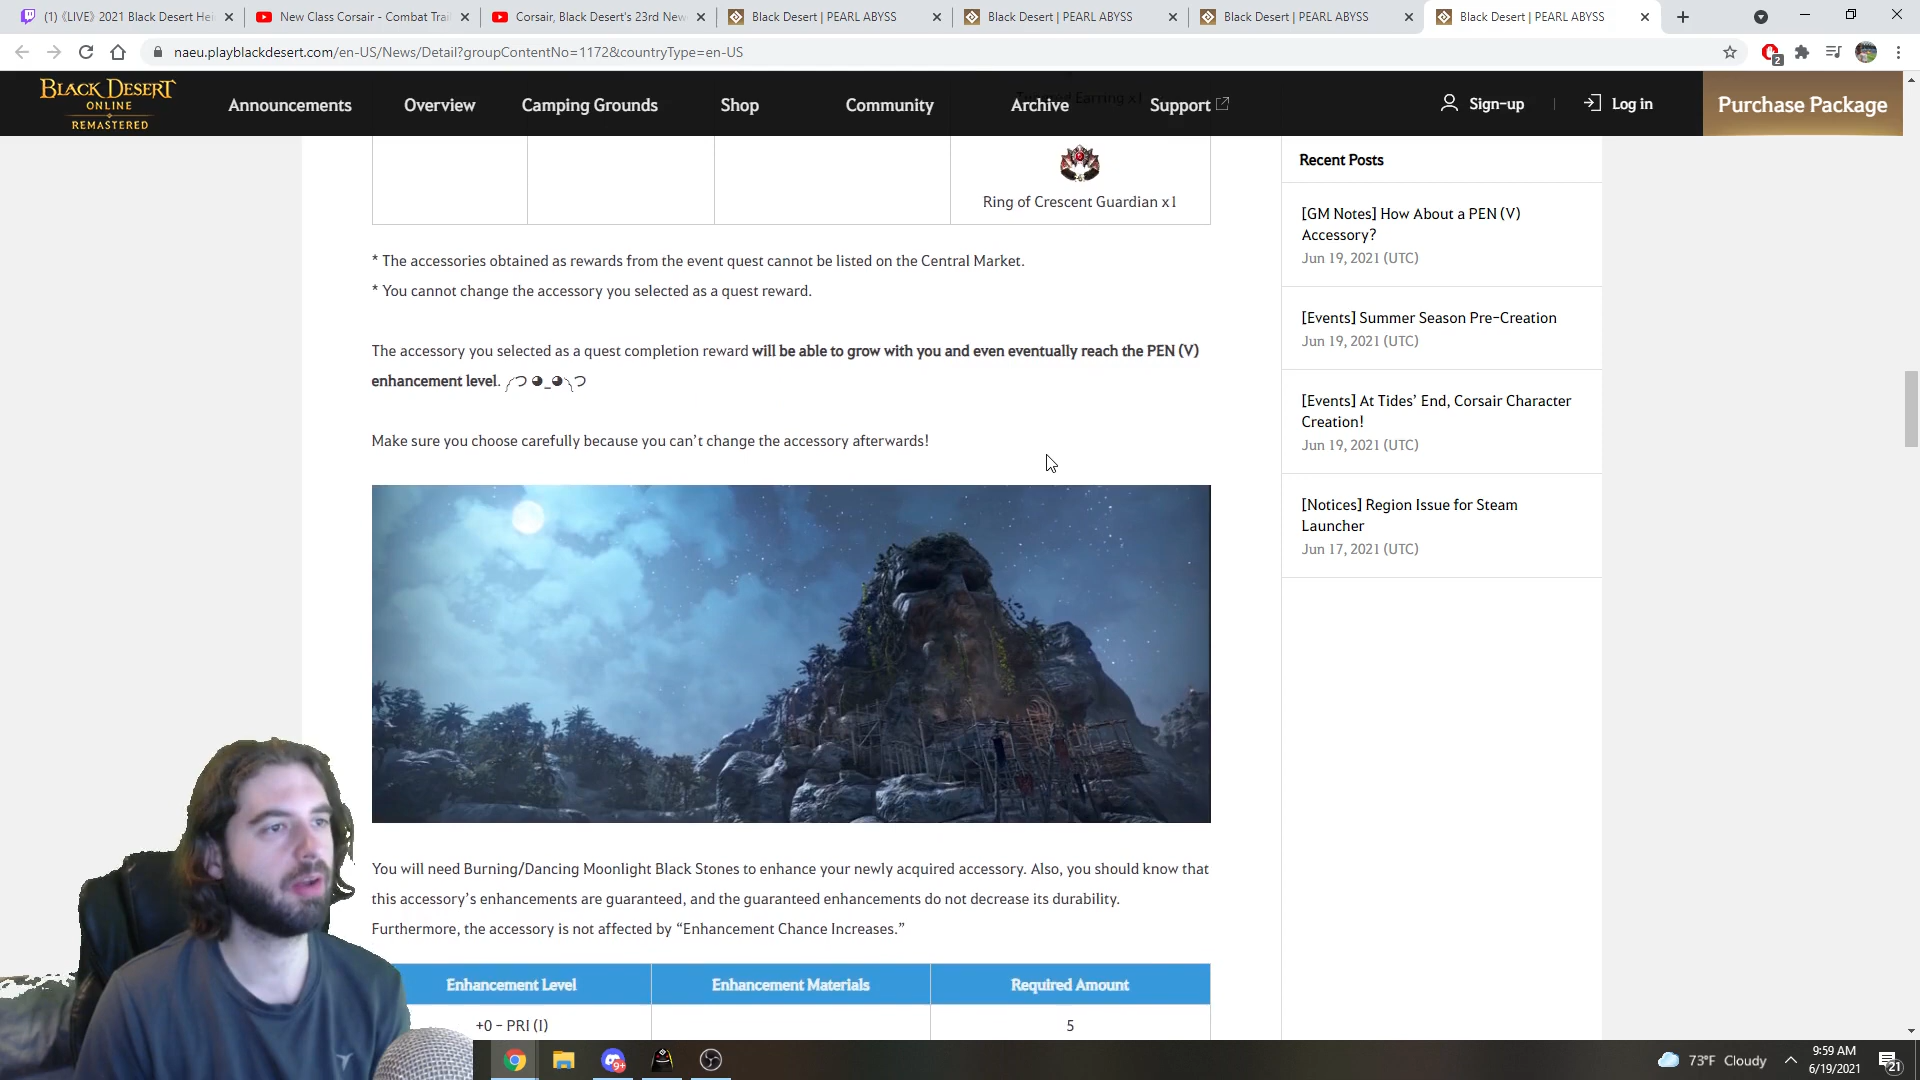 (1) 《LIVE》 2021 Black Desert Hei
New Class Corsair - Combat Trai
Corsair, Black Desert's 23rd New
Black Desert | PEARL ABYSS
Black Desert | PEARL ABYSS
Black Desert | PEARL ABYSS
Black Desert | PEARL ABYSS
naeu.playblackdesert.com/en-US/News/Detail?groupContentNo=1172&countryType=en-US
2
BLACK DESERT
ONLINE
REMASTERED
Announcements
Overview
Camping Grounds
Shop
Community
Archive
Support
Sign-up
Log in
Purchase Package
Earring x1
Ring of Crescent Guardian x1
* The accessories obtained as rewards from the event quest cannot be listed on the Central Market.
* You cannot change the accessory you selected as a quest reward.
The accessory you selected as a quest completion reward will be able to grow with you and even eventually reach the PEN (V)
enhancement level. ╭つ ◕_◕╮つ
Make sure you choose carefully because you can’t change the accessory afterwards!
You will need Burning/Dancing Moonlight Black Stones to enhance your newly acquired accessory. Also, you should know that
this accessory’s enhancements are guaranteed, and the guaranteed enhancements do not decrease its durability.
Furthermore, the accessory is not affected by “Enhancement Chance Increases.”
Enhancement Level
Enhancement Materials
Required Amount
+0 – PRI (I)
5
Recent Posts
[GM Notes] How About a PEN (V)
Accessory?
Jun 19, 2021 (UTC)
[Events] Summer Season Pre-Creation
Jun 19, 2021 (UTC)
[Events] At Tides’ End, Corsair Character
Creation!
Jun 19, 2021 (UTC)
[Notices] Region Issue for Steam
Launcher
Jun 17, 2021 (UTC)
9+
73°F Cloudy
9:59 AM
6/19/2021
21